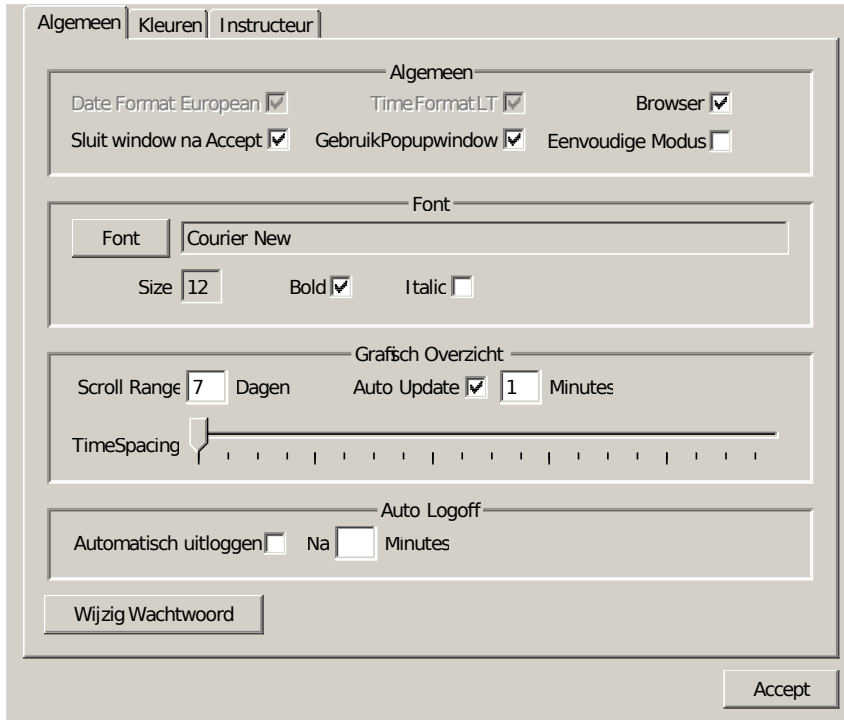 Algemeen Kleuren Instructeur
Algemeen
Date Format European TimeFormatLT Browser
Sluit window na Accept GebruikPopupwindow Eenvoudige Modus
Font
Font Courier New
Size 12 Bold Italic
Grafisch Overzicht
Scroll Range 7 Dagen Auto Update 1 Minutes
TimeSpacing
Auto Logoff
Automatisch uitloggen Na Minutes
Wijzig Wachtwoord
Accept